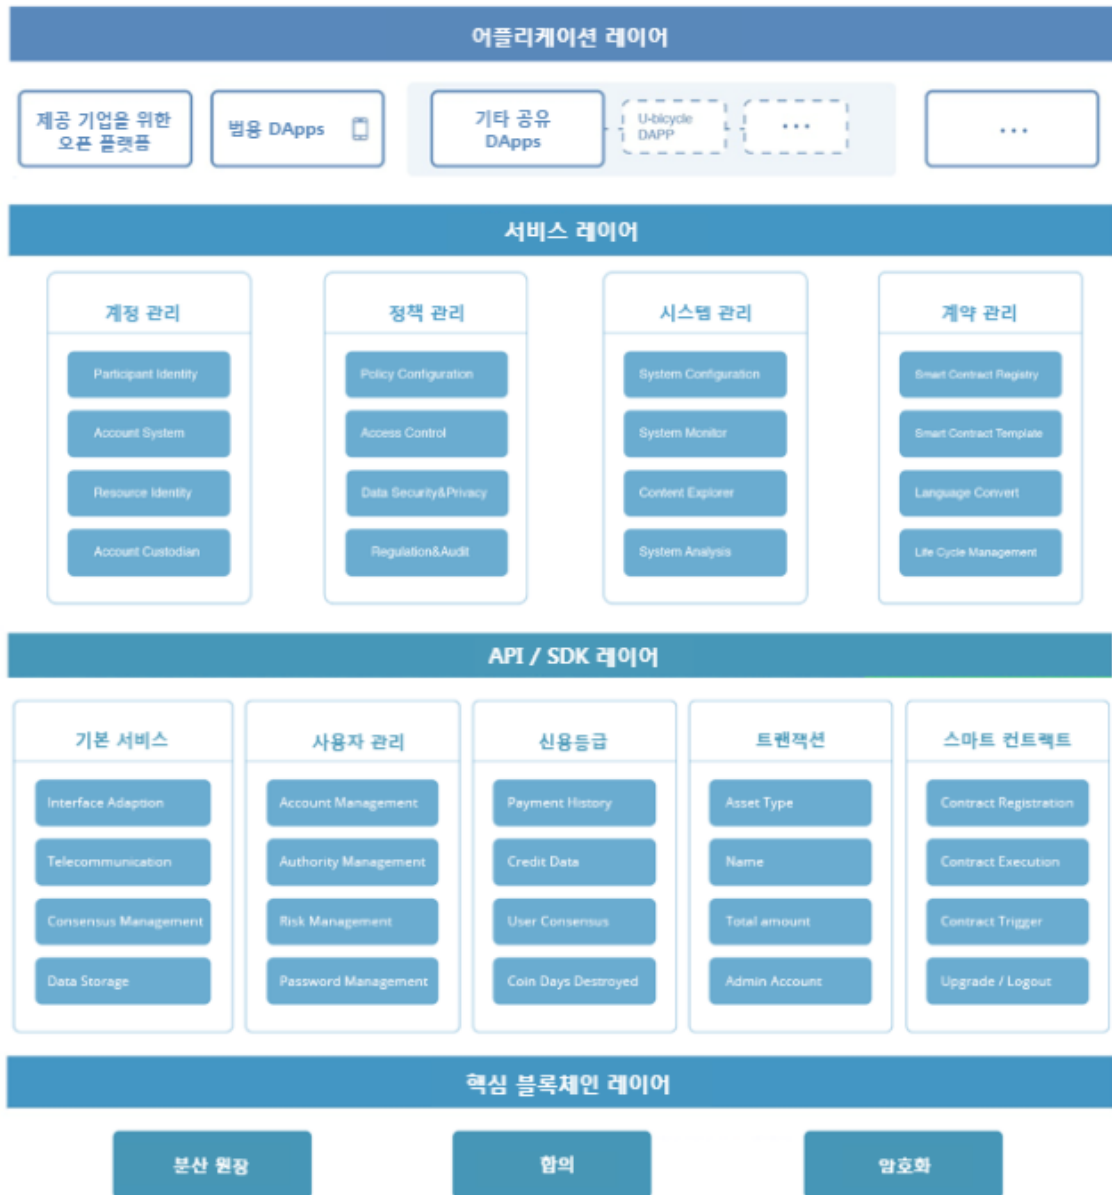 어플리케이션 레이어
제공 기업을 위한
오픈 플랫폼
범용 DApps
기타 공유
DApps
U-bicycle
DAPP
...
...
서비스 레이어
계정 관리
Participant Identity
Account System
Resource Identity
Account Custodian
정책 관리
Policy Configuration
Access Control
Data Security&Privacy
Regulation&Audit
시스템 관리
System Configuration
System Monitor
Content Explorer
System Analysis
계약 관리
Smart Contract Registry
Smart Contract Template
Language Convert
Life Cycle Management
API / SDK 레이어
기본 서비스
Interface Adaption
Telecommunication
Consensus Management
Data Storage
사용자 관리
Account Management
Authority Management
Risk Management
Password Management
신용등급
Payment History
Credit Data
User Consensus
Coin Days Destroyed
트랜잭션
Asset Type
Name
Total amount
Admin Account
스마트 컨트랙트
Contract Registration
Contract Execution
Contract Trigger
Upgrade / Logout
핵심 블록체인 레이어
분산 원장
합의
암호화